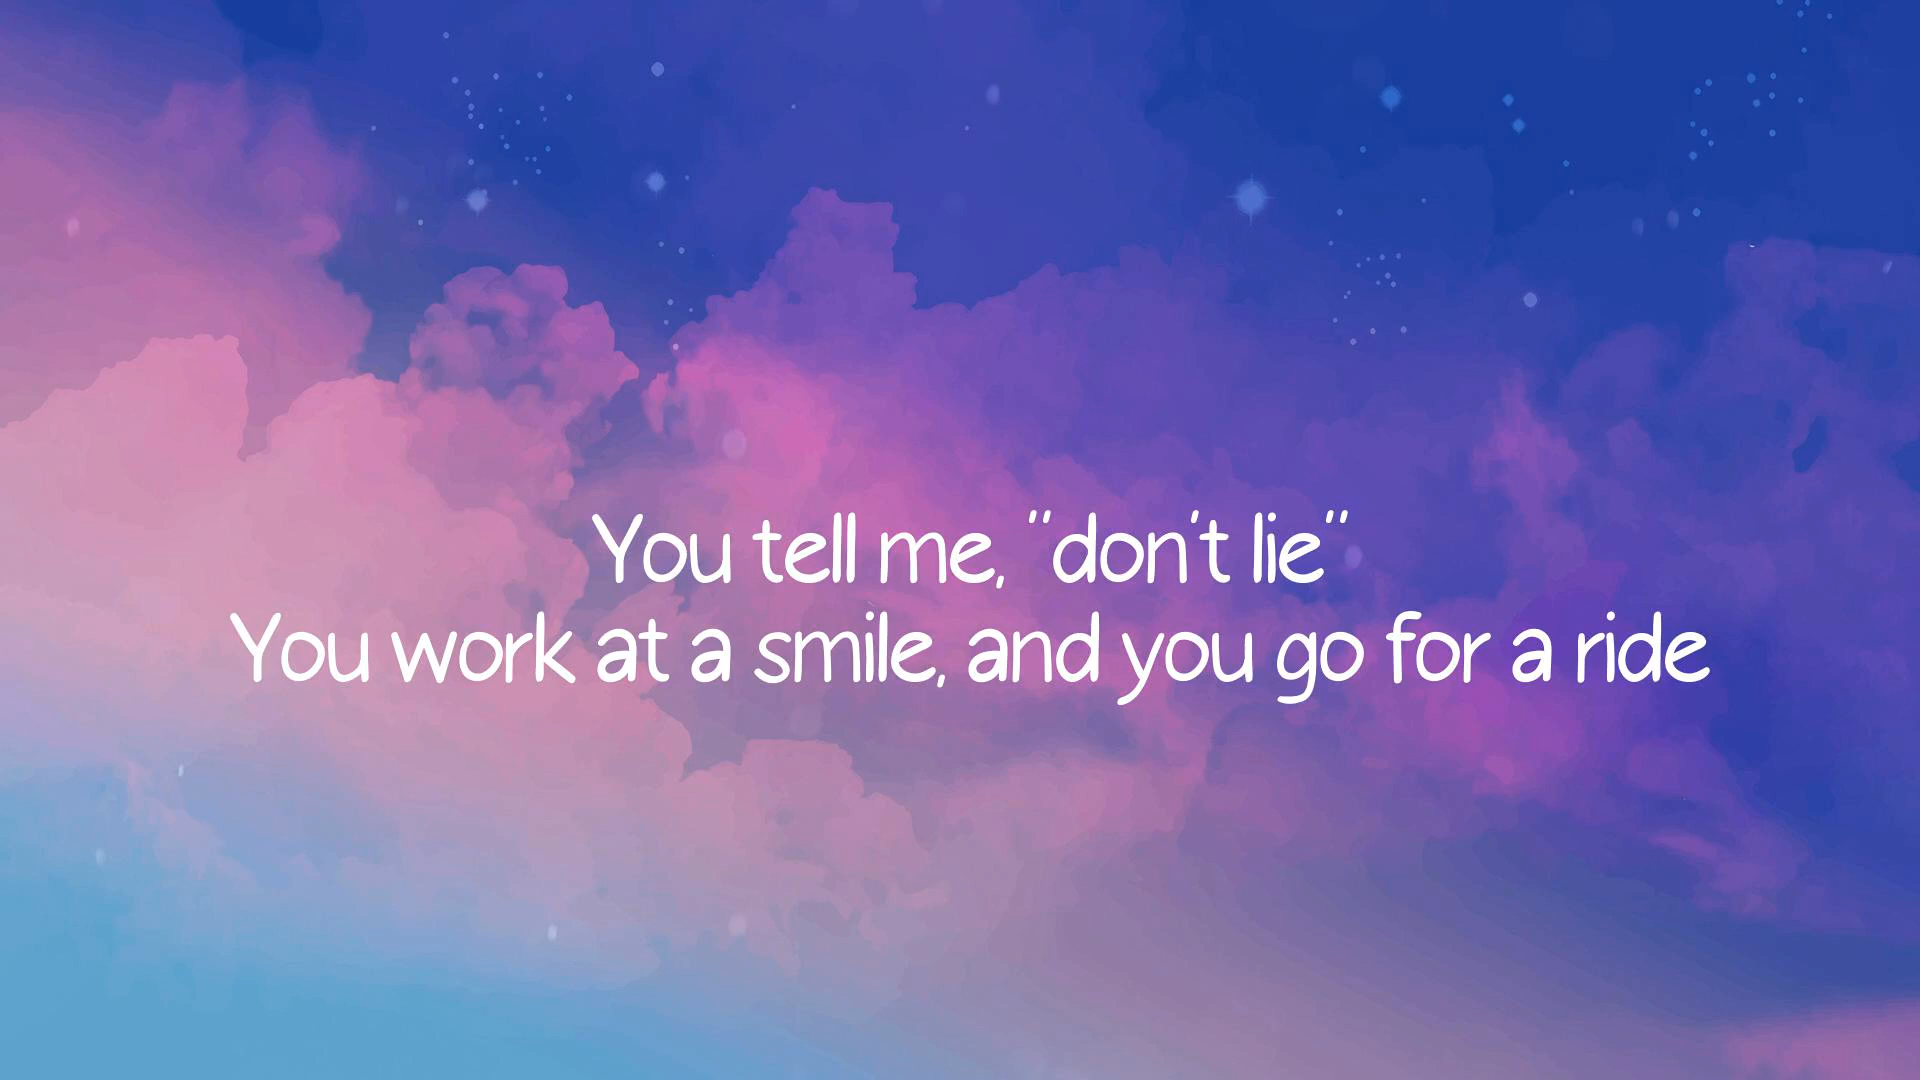 You tell me, "don't lie"
You work at a smile, and you go for a ride